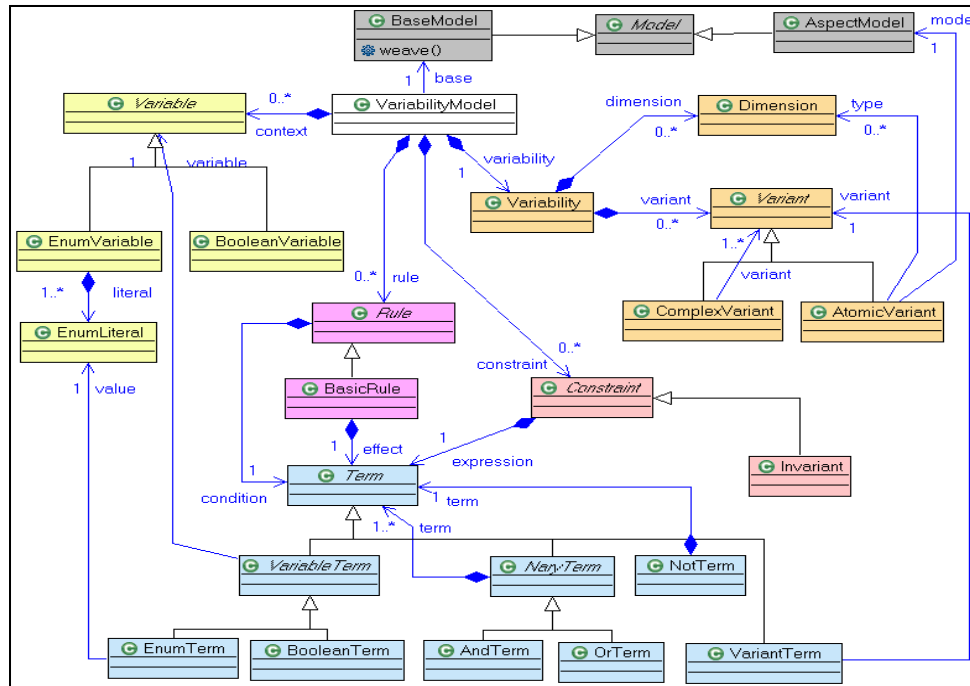 BaseModel
weave()
Model
AspectModel
model
1
1
base
Variable
0..*
context
VariabilityModel
dimension
0..*
Dimension
type
0..*
1
variable
variability
1
Variability
variant
0..*
Variant
variant
1
EnumVariable
BooleanVariable
1..*
variant
1..*
literal
0..*
rule
ComplexVariant
AtomicVariant
EnumLiteral
Rule
0..*
constraint
1
value
BasicRule
Constraint
1
effect
1
expression
Invariant
1
condition
Term
1
term
1..*
term
VariableTerm
NaryTerm
NotTerm
EnumTerm
BooleanTerm
AndTerm
OrTerm
VariantTerm